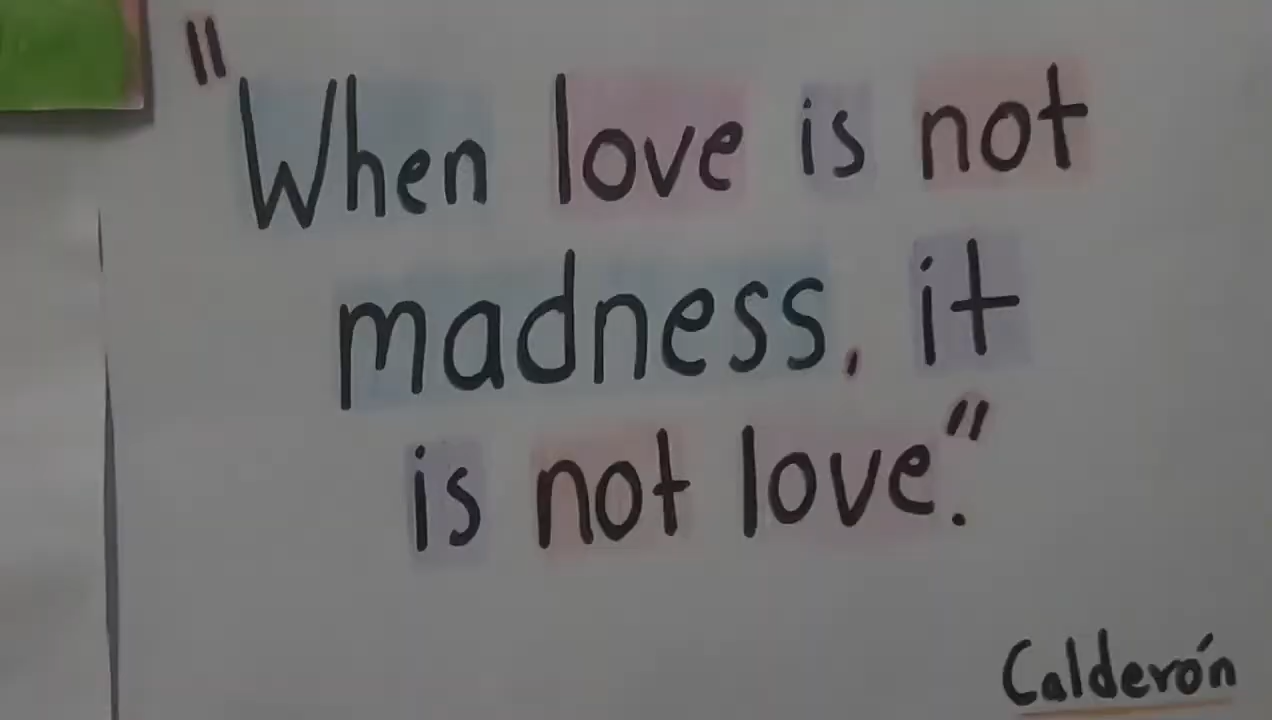 "When love is not
madness, it
is not love."
Calderón